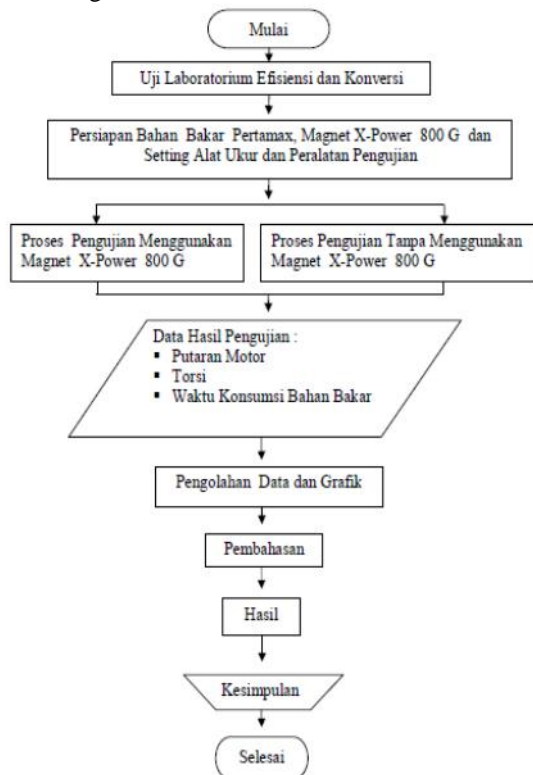 Mulai
Uji Laboratorium Efisiensi dan Konversi
Persiapan Bahan Bakar Pertamax, Magnet X-Power 800 G dan
Setting Alat Ukur dan Peralatan Pengujian
Proses Pengujian Menggunakan
Magnet X-Power 800 G
Proses Pengujian Tanpa Menggunakan
Magnet X-Power 800 G
Data Hasil Pengujian :
▪ Putaran Motor
▪ Torsi
▪ Waktu Konsumsi Bahan Bakar
Pengolahan Data dan Grafik
Pembahasan
Hasil
Kesimpulan
Selesai